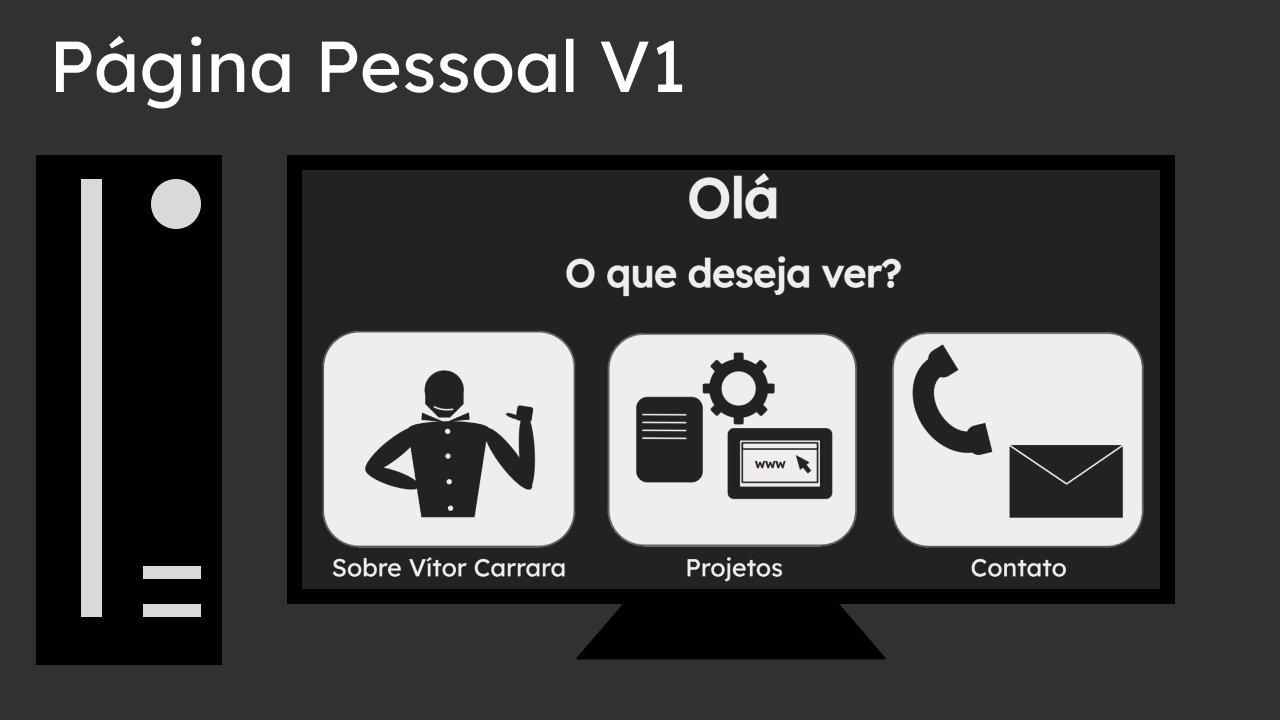 Página Pessoal V1
Olá
O que deseja ver?
www
Sobre Vítor Carrara
Projetos
Contato